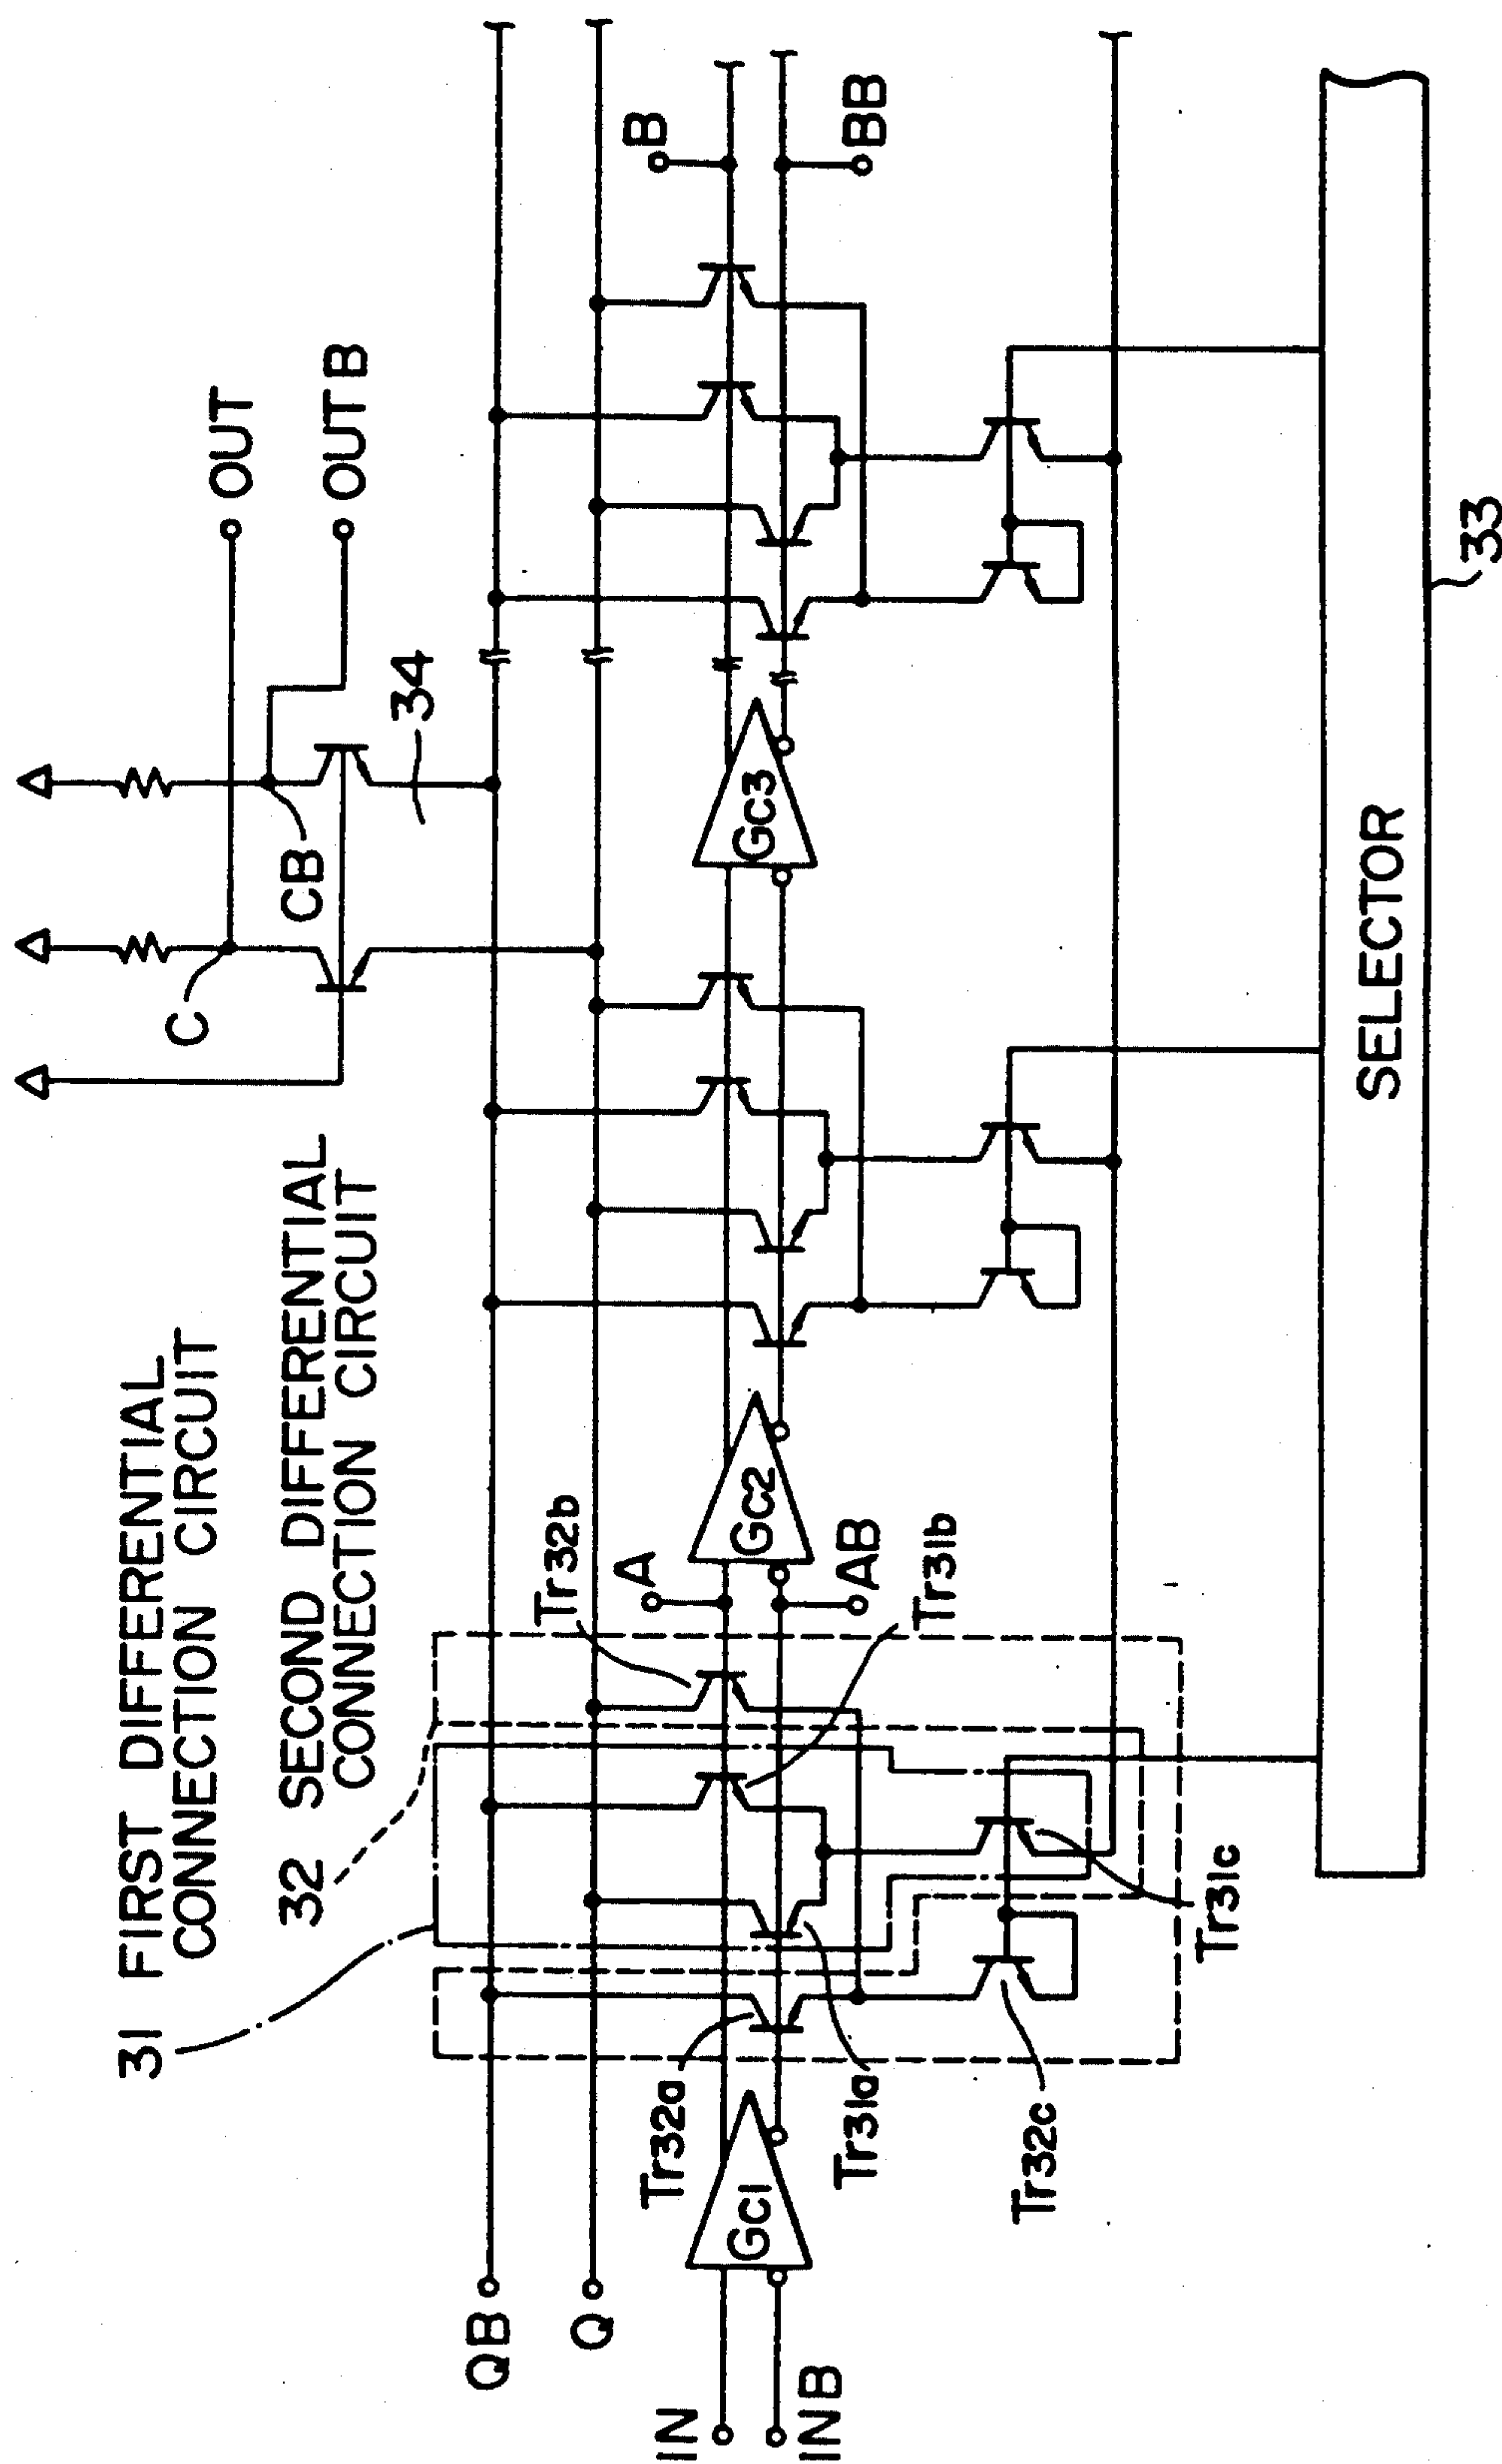 31 FIRST DIFFERENTIAL
CONNECTION CIRCUIT
32 SECOND DIFFERENTIAL
CONNECTION CIRCUIT
C
CB
34
OUT
OUT B
QB
Q
IN
INB
GC1
Tr32a
Tr31a
Tr32c
Tr31c
Tr32b
Tr31b
A
AB
GC2
GC3
B
BB
SELECTOR
33